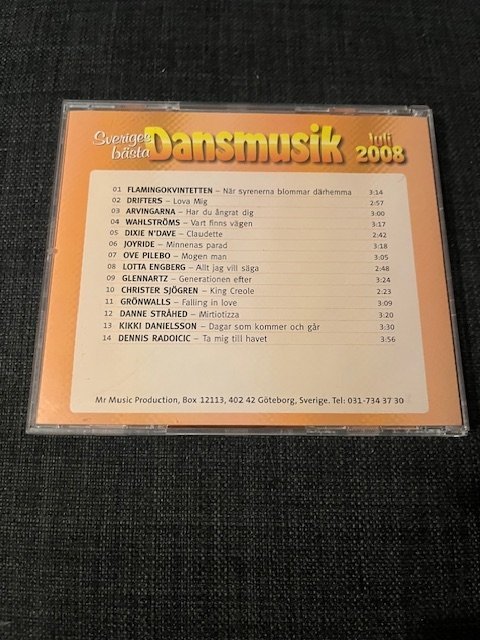 Sveriges bästa Dansmusik Juli 2008
01 FLAMINGOKVINTETTEN – När syrenerna blommar därhemma 3:14
02 DRIFTERS – Lova Mig 2:57
03 ARVINGARNA – Har du ångrat dig 3:00
04 WAHLSTRÖMS – Vart finns vägen 3:17
05 DIXIE N'DAVE – Claudette 2:42
06 JOYRIDE – Minnenas parad 3:18
07 OVE PILEBO – Mogen man 3:05
08 LOTTA ENGBERG – Allt jag vill säga 2:48
09 GLENNARTZ – Generationen efter 3:24
10 CHRISTER SJÖGREN – King Creole 2:23
11 GRÖNWALLS – Falling in love 3:09
12 DANNE STRÅHED – Mirtiotizza 3:20
13 KIKKI DANIELSSON – Dagar som kommer och går 3:30
14 DENNIS RADOICIC – Ta mig till havet 3:56
Mr Music Production, Box 12113, 402 42 Göteborg, Sverige. Tel: 031-734 37 30